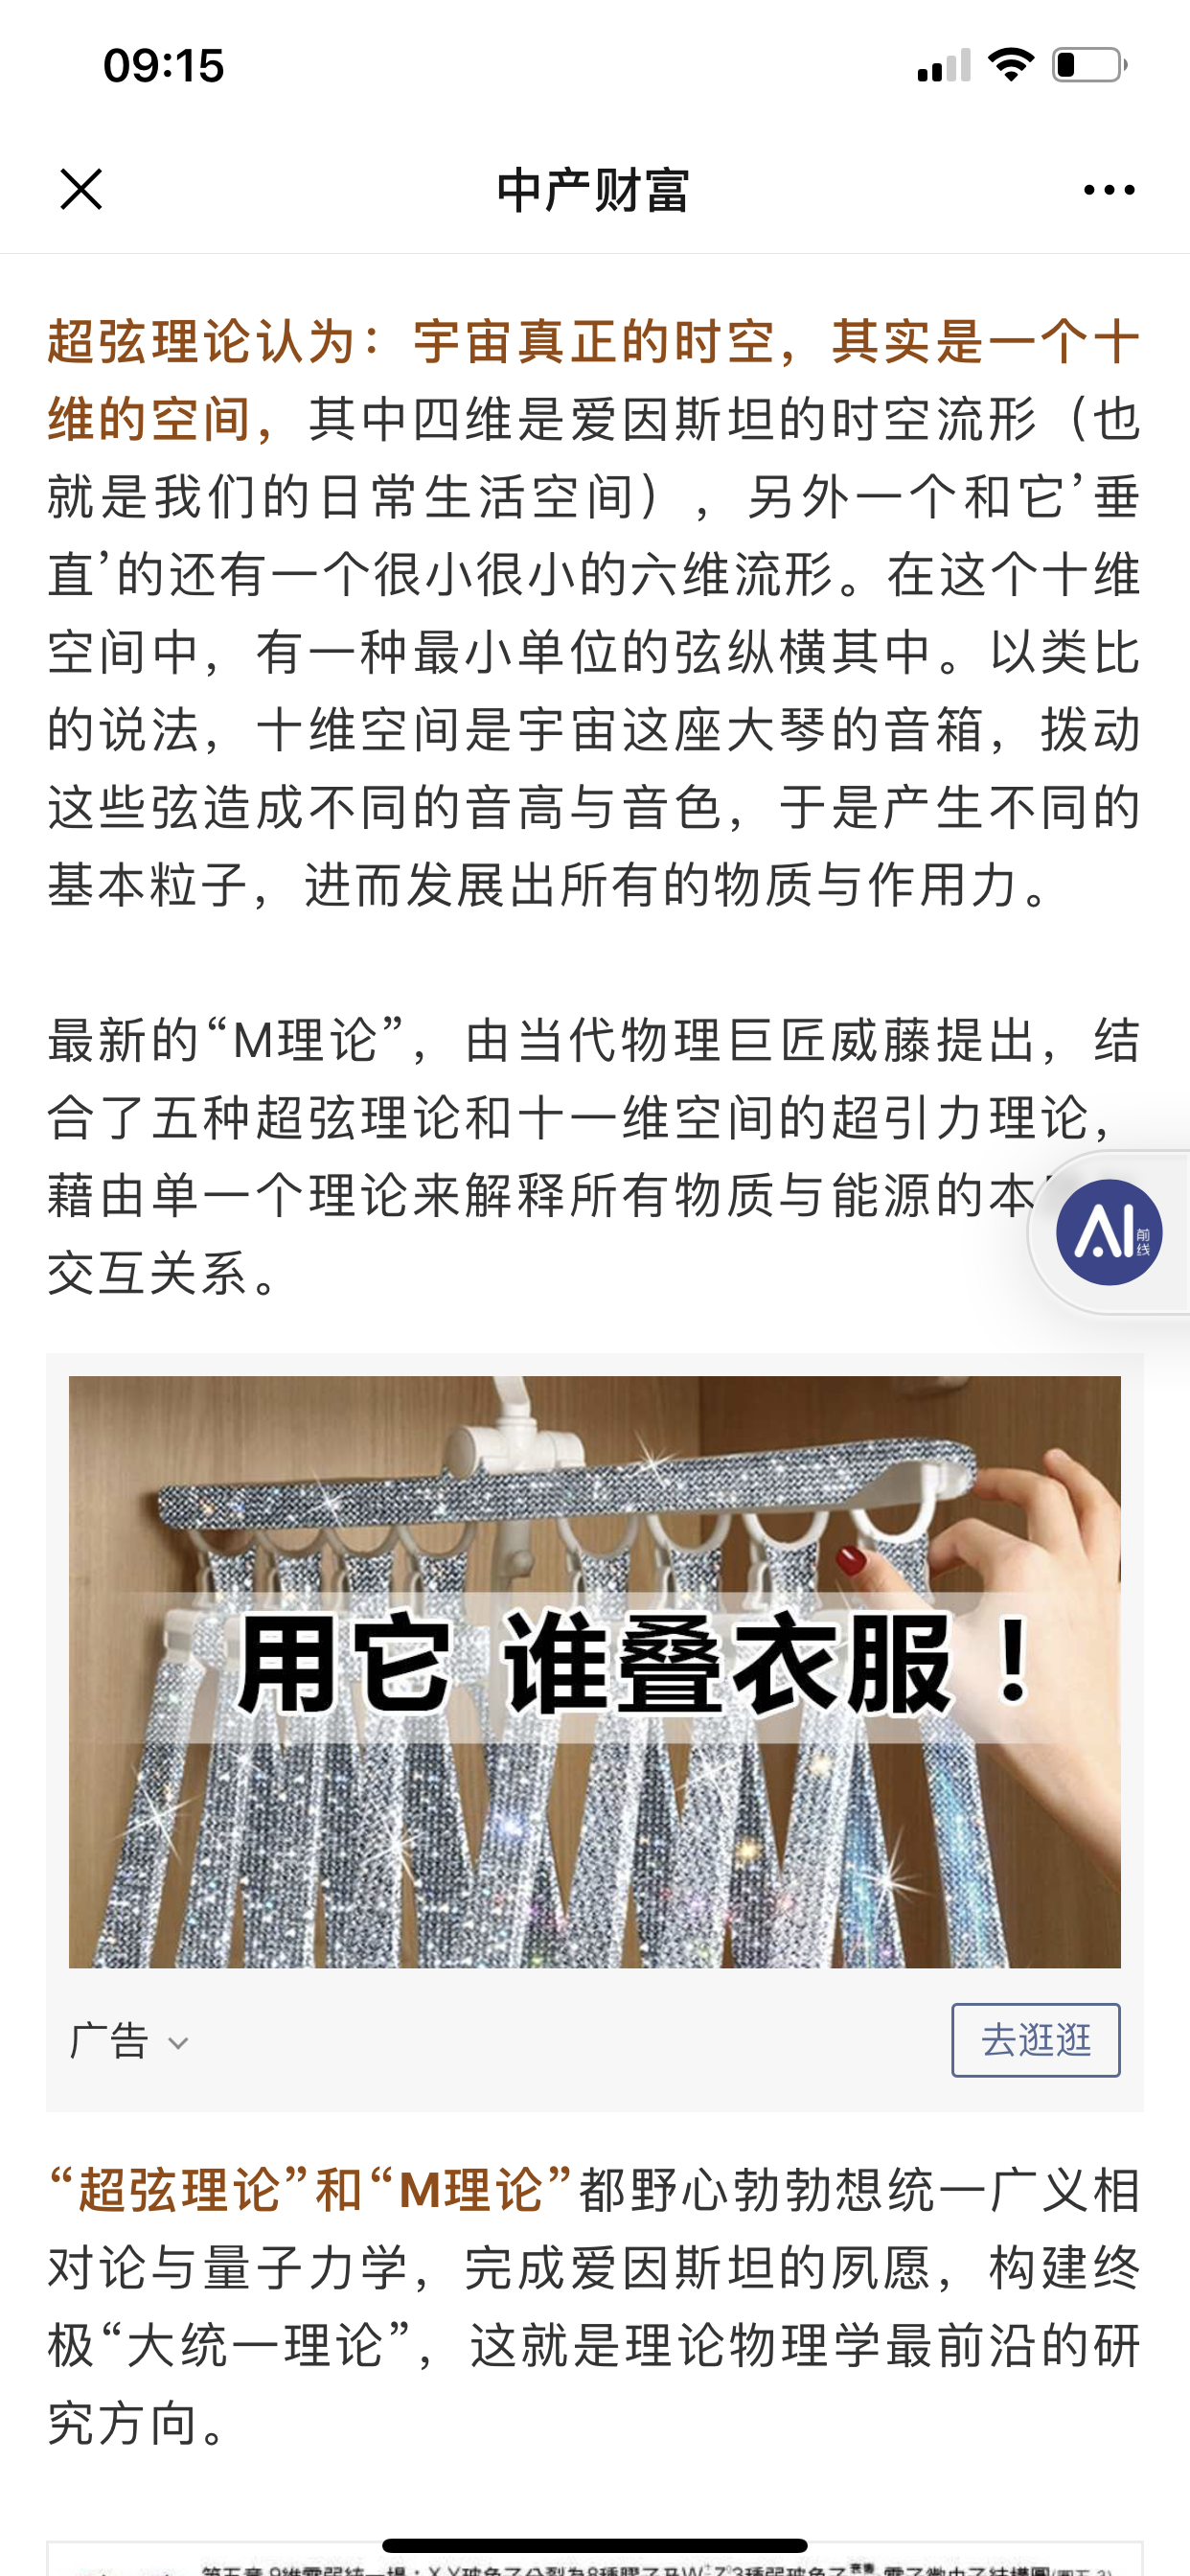 09:15
中产财富
超弦理论认为：宇宙真正的时空，其实是一个十
维的空间，其中四维是爱因斯坦的时空流形（也
就是我们的日常生活空间），另外一个和它’垂
直’的还有一个很小很小的六维流形。在这个十维
空间中，有一种最小单位的弦纵横其中。以类比
的说法，十维空间是宇宙这座大琴的音箱，拨动
这些弦造成不同的音高与音色，于是产生不同的
基本粒子，进而发展出所有的物质与作用力。
最新的“M理论”，由当代物理巨匠威藤提出，结
合了五种超弦理论和十一维空间的超引力理论，
藉由单一个理论来解释所有物质与能源的本
AI前线
交互关系。
用它 谁叠衣服！
广告
去逛逛
“超弦理论”和“M理论”都野心勃勃想统一广义相
对论与量子力学，完成爱因斯坦的夙愿，构建终
极“大统一理论”，这就是理论物理学最前沿的研
究方向。